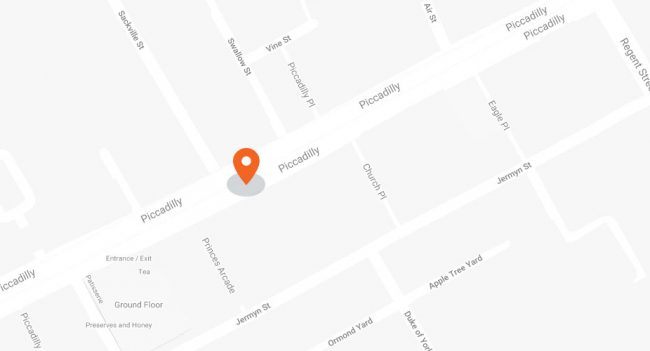 Sackville St
Swallow St
Vine St
Air St
Piccadilly
Piccadilly
Regent Stree
Piccadilly Pl
Piccadilly
Eagle Pl
Piccadilly
Church Pl
Jermyn St
Piccadilly
Princes Arcade
Entrance / Exit
Tea
Apple Tree Yard
iccadilly
Patisserie
Ground Floor
Jermyn St
Piccadilly
Preserves and Honey
Ormond Yard
Duke of York